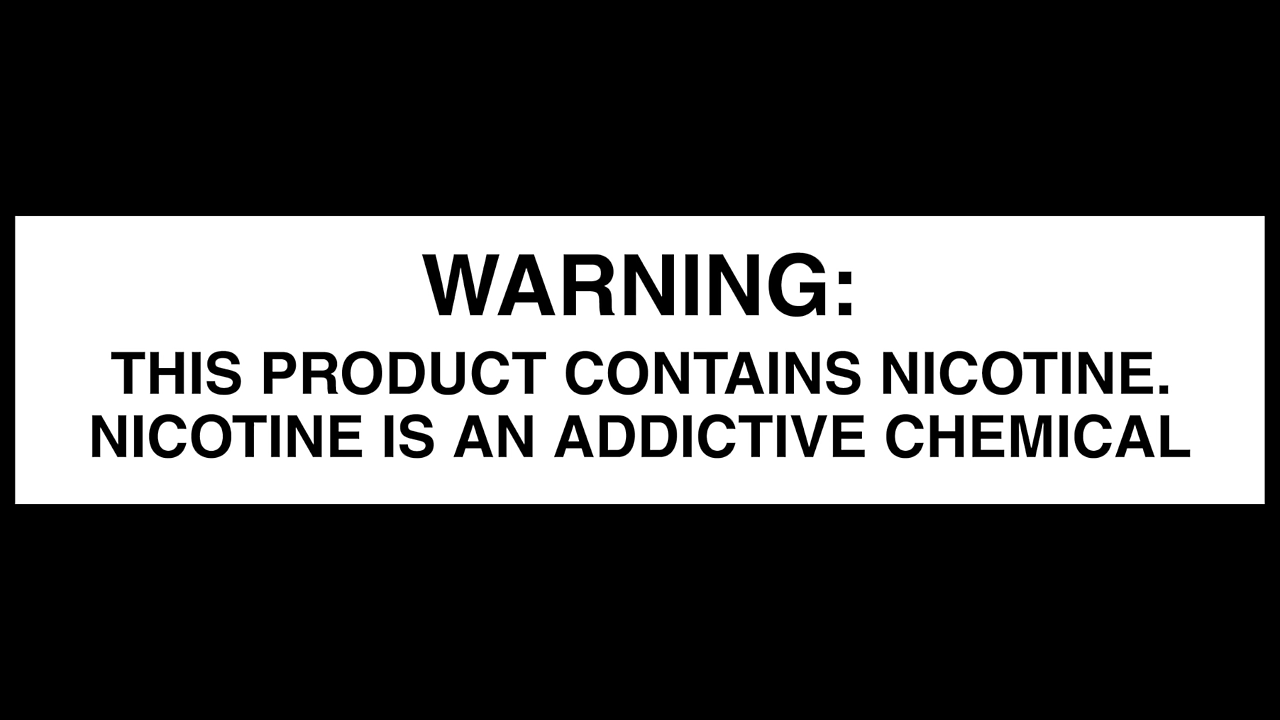 WARNING:
THIS PRODUCT CONTAINS NICOTINE.
NICOTINE IS AN ADDICTIVE CHEMICAL